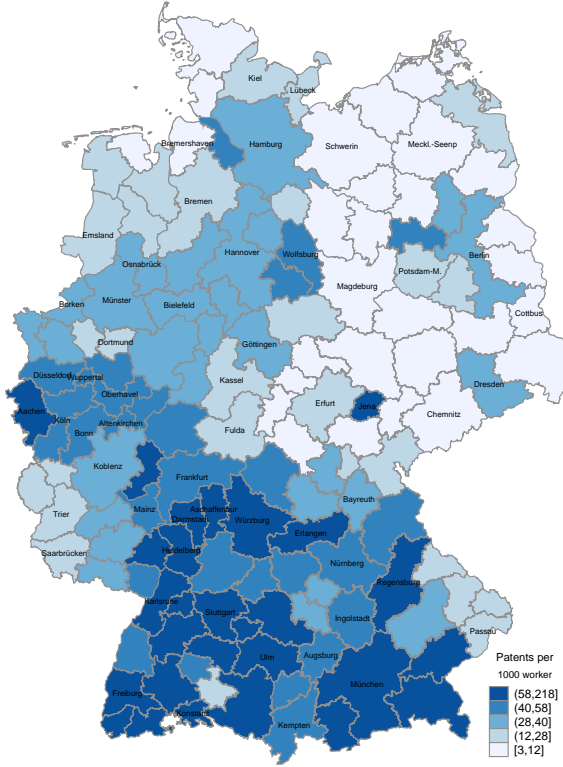 Kiel
Lübeck
Bremershaven
Hamburg
Schwerin
Meckl.-Seenp
Bremen
Emsland
Hannover
Wolfsburg
Berlin
Osnabrück
Potsdam-M.
Magdeburg
Borken
Münster
Bielefeld
Cottbus
Dortmund
Göttingen
Düsseldorf
Wuppertal
Kassel
Dresden
Oberhavel
Erfurt
Jena
Aachen
Köln
Altenkirchen
Chemnitz
Bonn
Fulda
Koblenz
Frankfurt
Bayreuth
Trier
Mainz
Aschaffenbur
Darmstadt
Würzburg
Erlangen
Saarbrücken
Heidelberg
Nürnberg
Regensburg
Karlsruhe
Stuttgart
Ingolstadt
Passau
Ulm
Augsburg
München
Freiburg
Konstanz
Kempten
Patents per
1000 worker
(58,218]
(40,58]
(28,40]
(12,28]
[3,12]